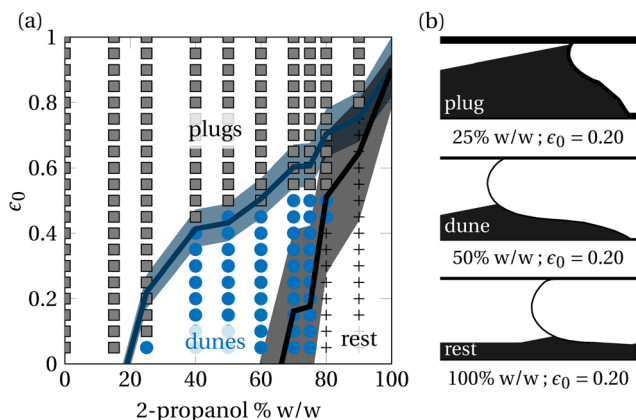 (a)
(b)
1
0.8
0.6
0.4
0.2
0
ϵ0
plugs
dunes
rest
0 20 40 60 80 100
2-propanol % w/w
plug
25% w/w ; ϵ0 = 0.20
dune
50% w/w ; ϵ0 = 0.20
rest
100% w/w ; ϵ0 = 0.20